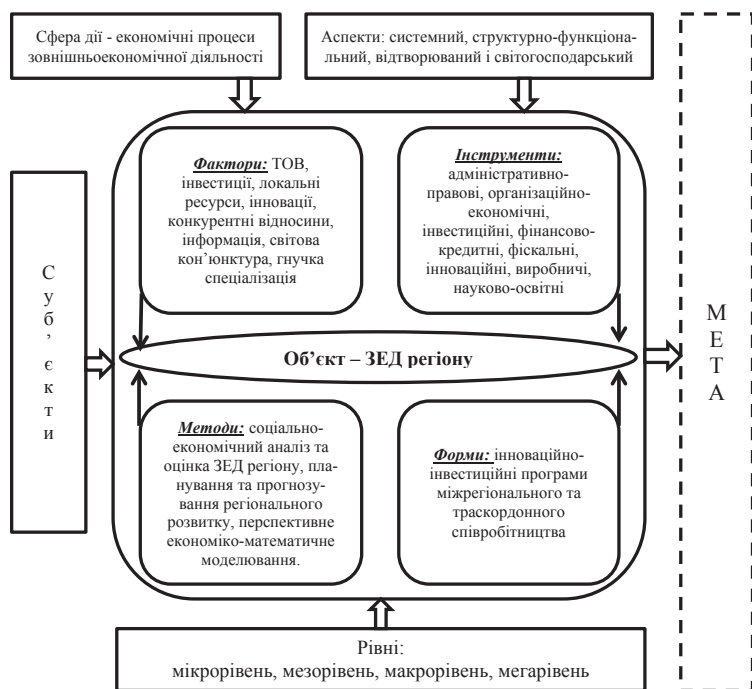 Сфера дії - економічні процеси
зовнішньоекономічної діяльності
Аспекти: системний, структурно-функціона-
льний, відтворюваний і світогосподарський
Суб’єкти
Фактори: ТОВ,
інвестиції, локальні
ресурси, інновації,
конкурентні відносини,
інформація, світова
кон’юнктура, гнучка
спеціалізація
Інструменти:
адміністративно-
правові, організаційно-
економічні,
інвестиційні, фінансово-
кредитні, фіскальні,
інноваційні, виробничі,
науково-освітні
Об’єкт – ЗЕД регіону
Методи: соціально-
економічний аналіз та
оцінка ЗЕД регіону, пла-
нування та прогнозу-
вання регіонального
розвитку, перспективне
економіко-математичне
моделювання.
Форми: інноваційно-
інвестиційні програми
міжрегіонального та
траскордонного
співробітництва
МЕТА
Рівні:
мікрорівень, мезорівень, макрорівень, мегарівень